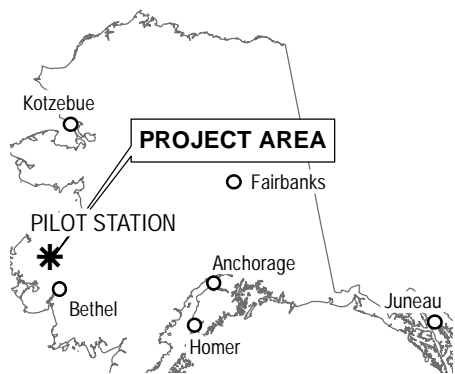 Kotzebue
PROJECT AREA
Fairbanks
PILOT STATION
Anchorage
Bethel
Juneau
Homer